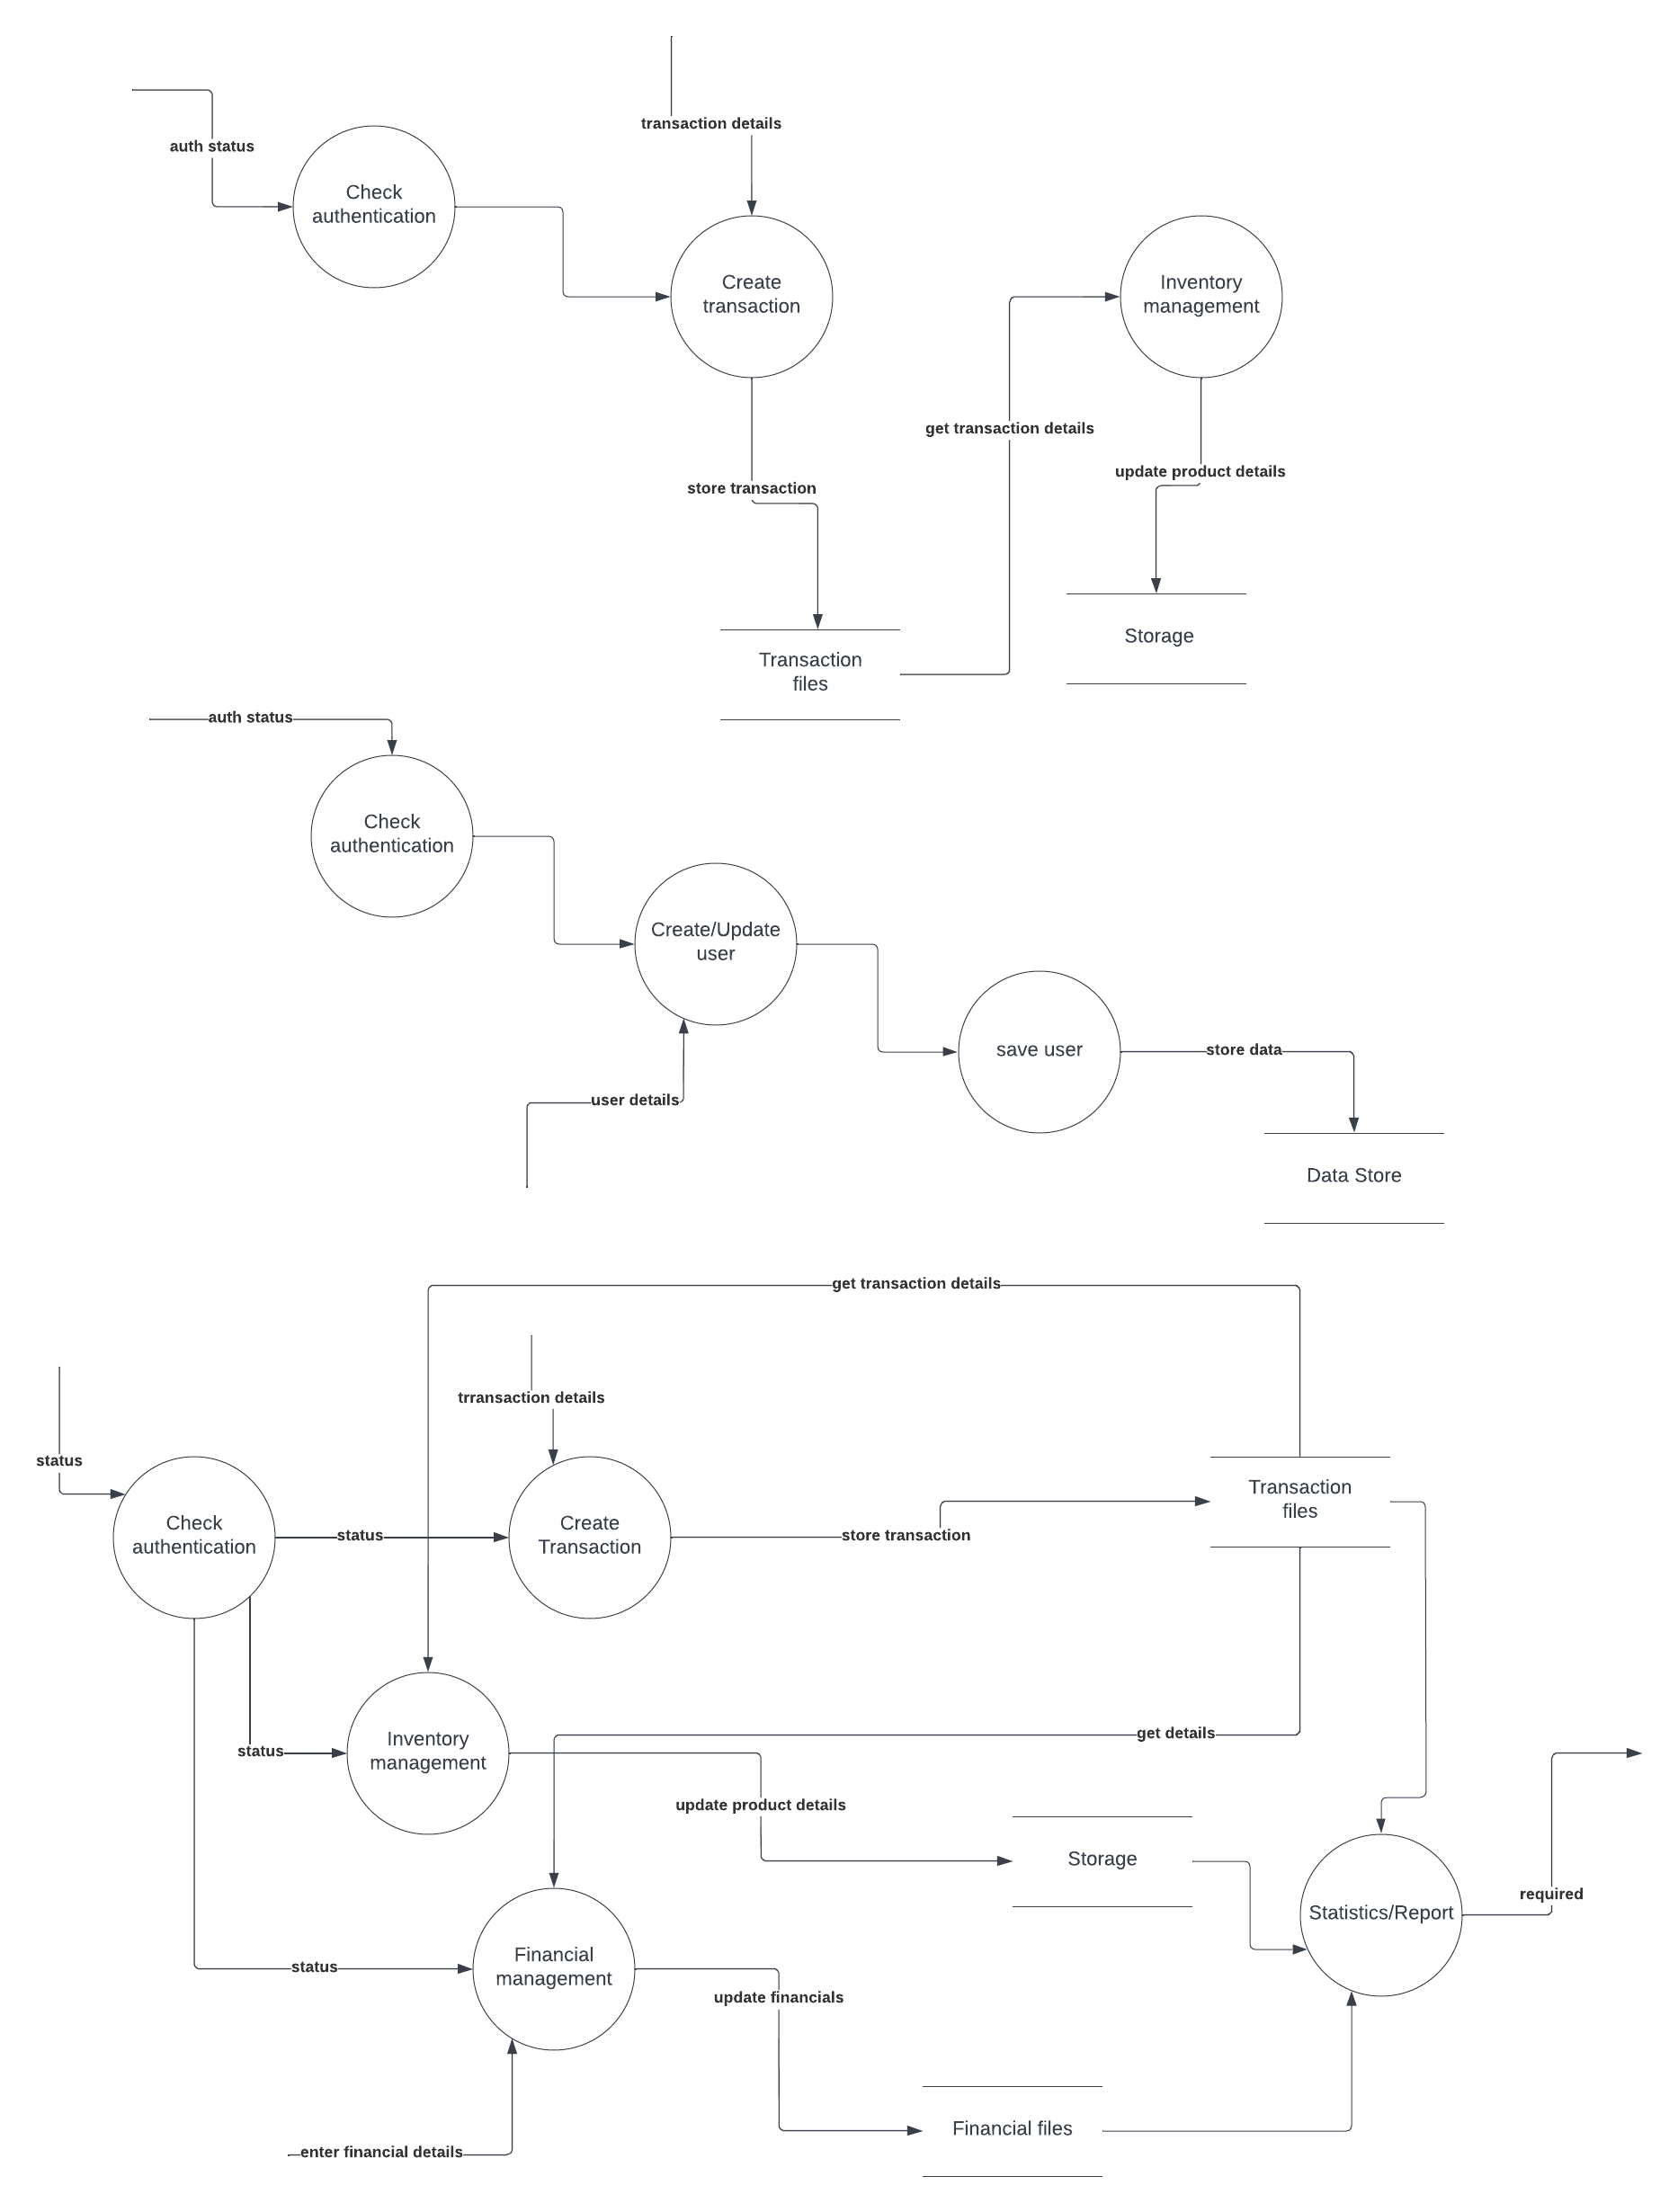 transaction details
auth status
Check
authentication
Create
transaction
Inventory
management
get transaction details
update product details
store transaction
Storage
Transaction
files
auth status
Check
authentication
Create/Update
user
save user
store data
user details
Data Store
get transaction details
trransaction details
status
Check
authentication
status
Create
Transaction
store transaction
Transaction
files
get details
status
Inventory
management
update product details
Storage
required
Statistics/Report
status
Financial
management
update financials
Financial files
enter financial details